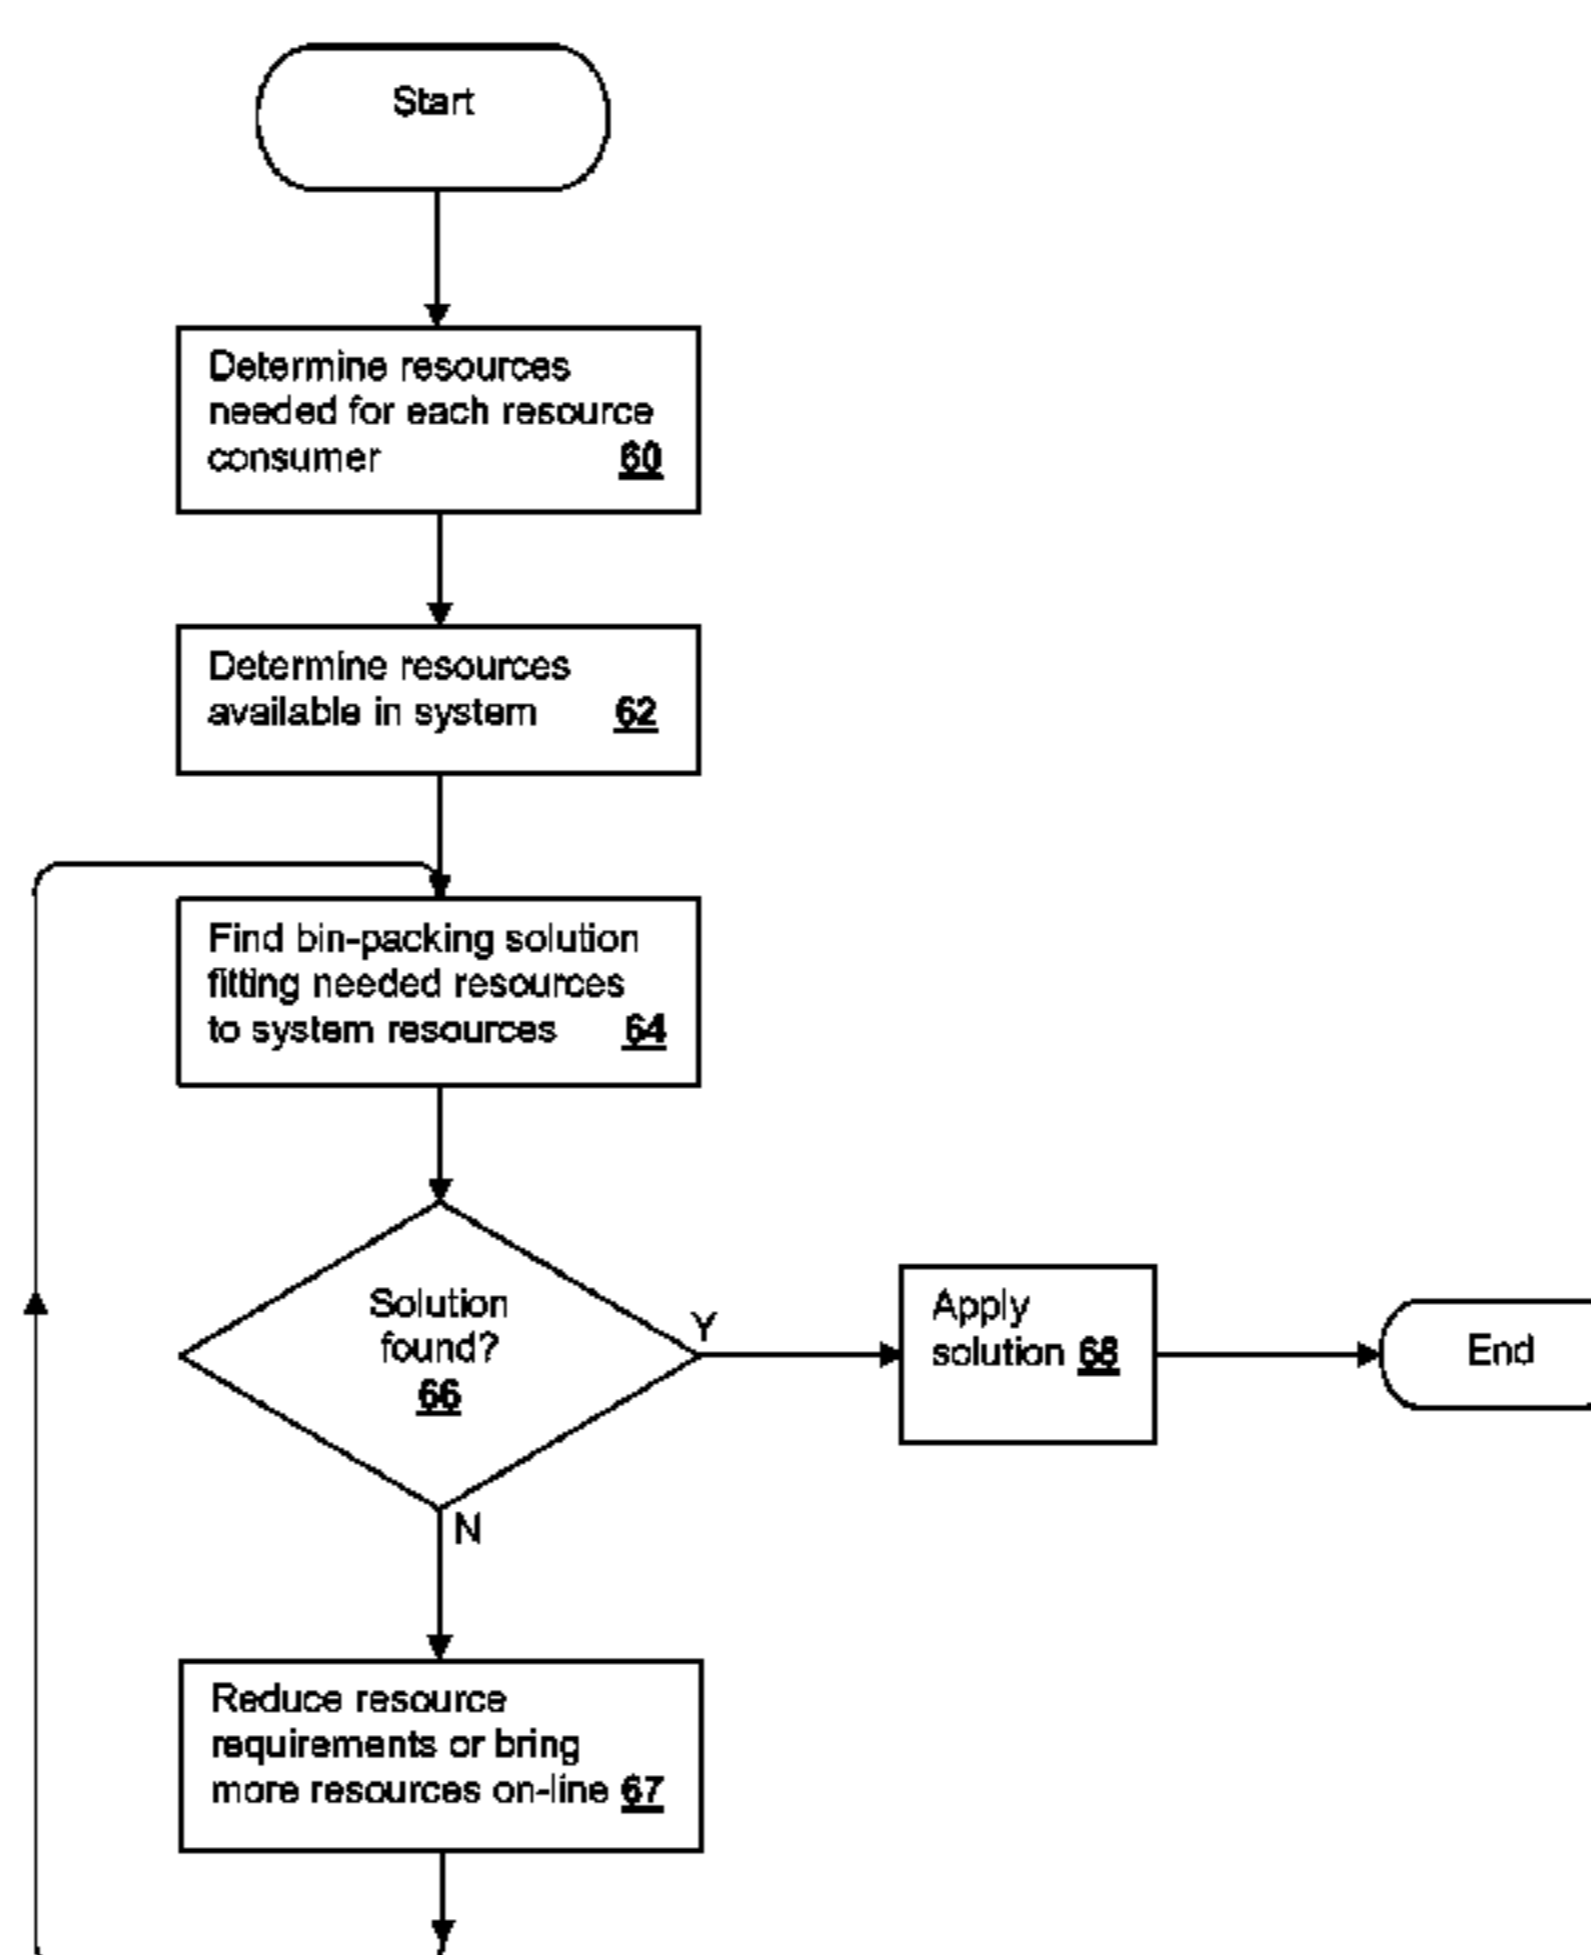 Start
Determine resources
needed for each resource
consumer 60
Determine resources
available in system 62
Find bin-packing solution
fitting needed resources
to system resources 64
Solution
found?
66
Y
Apply
solution 68
End
N
Reduce resource
requirements or bring
more resources on-line 67